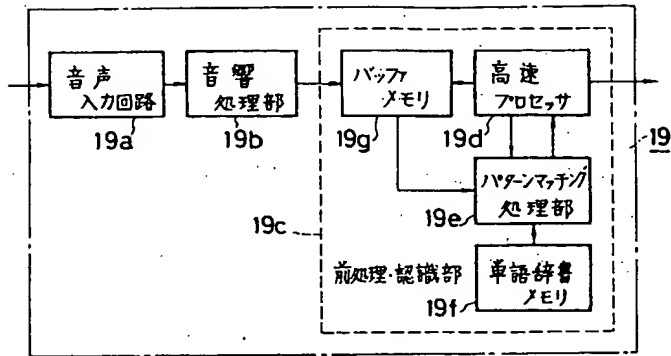 音声
入力回路
19a
音響
処理部
19b
バッファ
メモリ
19g
高速
プロセッサ
19d
19
パターンマッチング
処理部
19e
19c
前処理・認識部
単語辞書
メモリ
19f